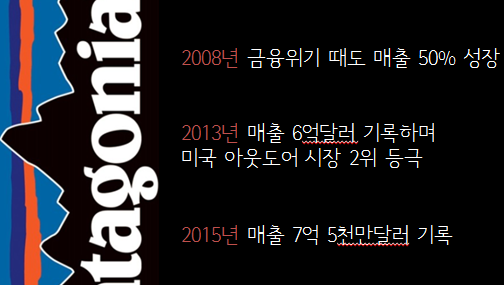 patagonia
2008년 금융위기 때도 매출 50% 성장
2013년 매출 6억달러 기록하며
미국 아웃도어 시장 2위 등극
2015년 매출 7억 5천만달러 기록